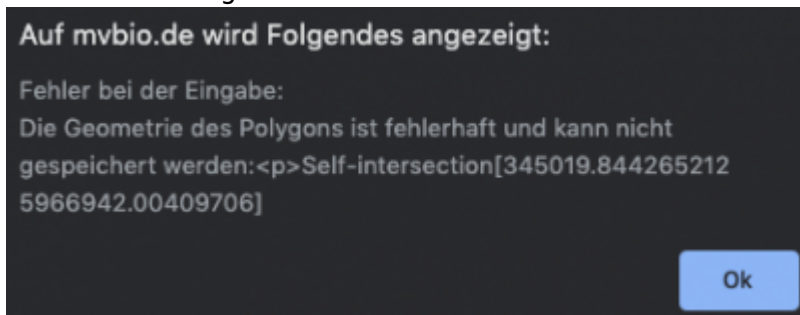 Auf mvbio.de wird Folgendes angezeigt:
Fehler bei der Eingabe:
Die Geometrie des Polygons ist fehlerhaft und kann nicht
gespeichert werden:<p>Self-intersection[345019.844265212
5966942.00409706]
Ok